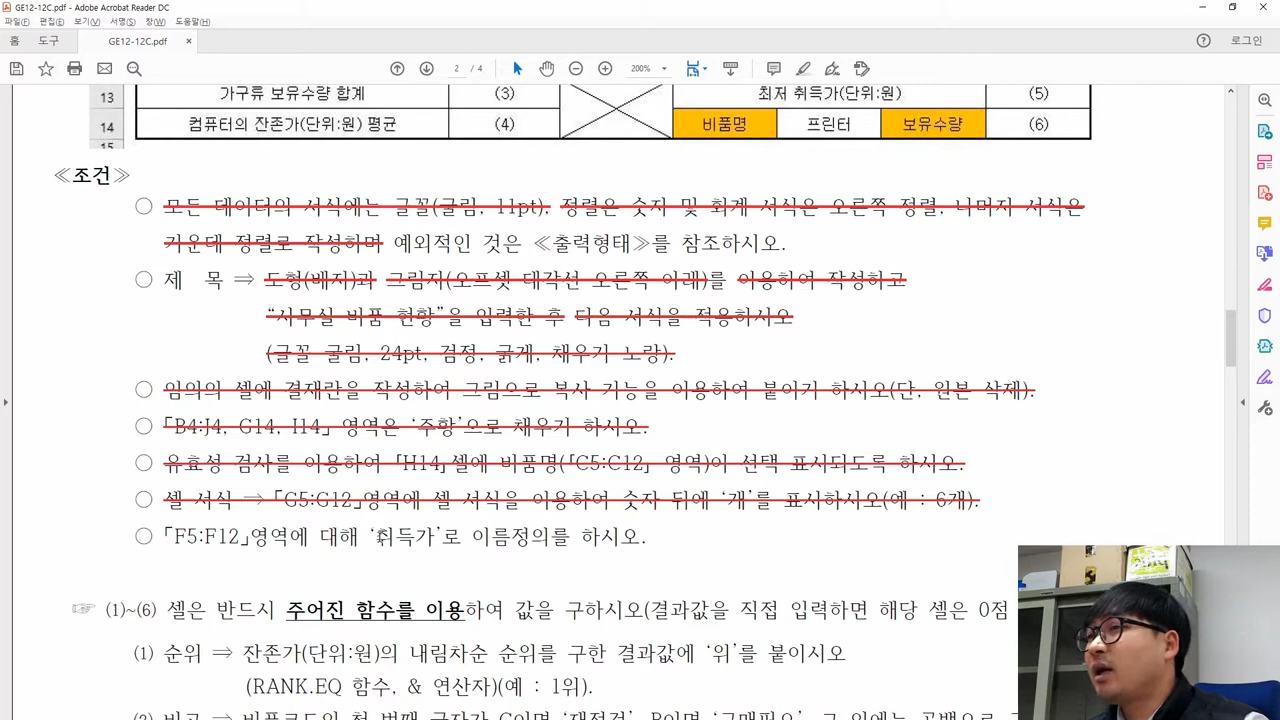 GE12-12C.pdf - Adobe Acrobat Reader DC
파일(F) 편집(E) 보기(V) 서명(S) 창(W) 도움말(H)
홈 도구 GE12-12C.pdf × 로그인
2 / 4 200%
13 가구류 보유수량 합계 (3) 최저 취득가(단위:원) (5)
14 컴퓨터의 잔존가(단위:원) 평균 (4) 비품명 프린터 보유수량 (6)
15
≪조건≫
○ 모든 데이터의 서식에는 글꼴(굴림, 11pt), 정렬은 숫자 및 회계 서식은 오른쪽 정렬, 나머지 서식은
가운데 정렬로 작성하며 예외적인 것은 ≪출력형태≫를 참조하시오.
○ 제 목 ⇒ 도형(배지)과 그림자(오프셋 대각선 오른쪽 아래)를 이용하여 작성하고
“사무실 비품 현황”을 입력한 후 다음 서식을 적용하시오
(글꼴 굴림, 24pt, 검정, 굵게, 채우기 노랑).
○ 임의의 셀에 결재란을 작성하여 그림으로 복사 기능을 이용하여 붙이기 하시오(단, 원본 삭제).
○ 「B4:J4, G14, I14」 영역은 ‘주황’으로 채우기 하시오.
○ 유효성 검사를 이용하여 「H14」셀에 비품명(「C5:C12」 영역)이 선택 표시되도록 하시오.
○ 셀 서식 ⇒ 「G5:G12」영역에 셀 서식을 이용하여 숫자 뒤에 ‘개’를 표시하시오(예 : 6개).
○ 「F5:F12」영역에 대해 ‘취득가’로 이름정의를 하시오.
☞ (1)~(6) 셀은 반드시 주어진 함수를 이용하여 값을 구하시오(결과값을 직접 입력하면 해당 셀은 0점
(1) 순위 ⇒ 잔존가(단위:원)의 내림차순 순위를 구한 결과값에 ‘위’를 붙이시오
(RANK.EQ 함수, & 연산자)(예 : 1위).